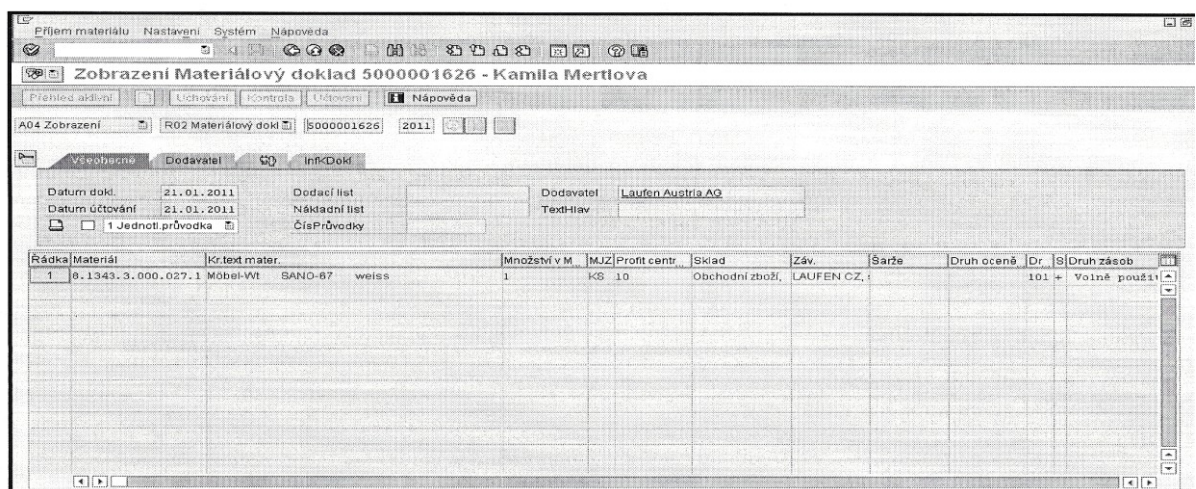 Příjem materiálu Nastavení Systém Nápověda
Zobrazení Materiálový doklad 5000001626 - Kamila Mertlova
Přehled aktivní Uchování Kontrola Účtování Nápověda
A04 Zobrazení R02 Materiálový dokl 5000001626 2011
Všeobecné Dodavatel InfKDokl
Datum dokl. 21.01.2011 Dodací list Dodavatel Laufen Austria AG
Datum účtování 21.01.2011 Nákladní list TextHlav
1 Jednotl.průvodka ČísPrůvodky
Řádka Materiál Kr.text mater. Množství v M MJZ Profit centr Sklad Záv. Šarže Druh oceně Dr S Druh zásob
1 8.1343.3.000.027.1 Möbel-Wt SANO-67 weiss 1 KS 10 Obchodní zboží, LAUFEN CZ, 101 + Volně použi